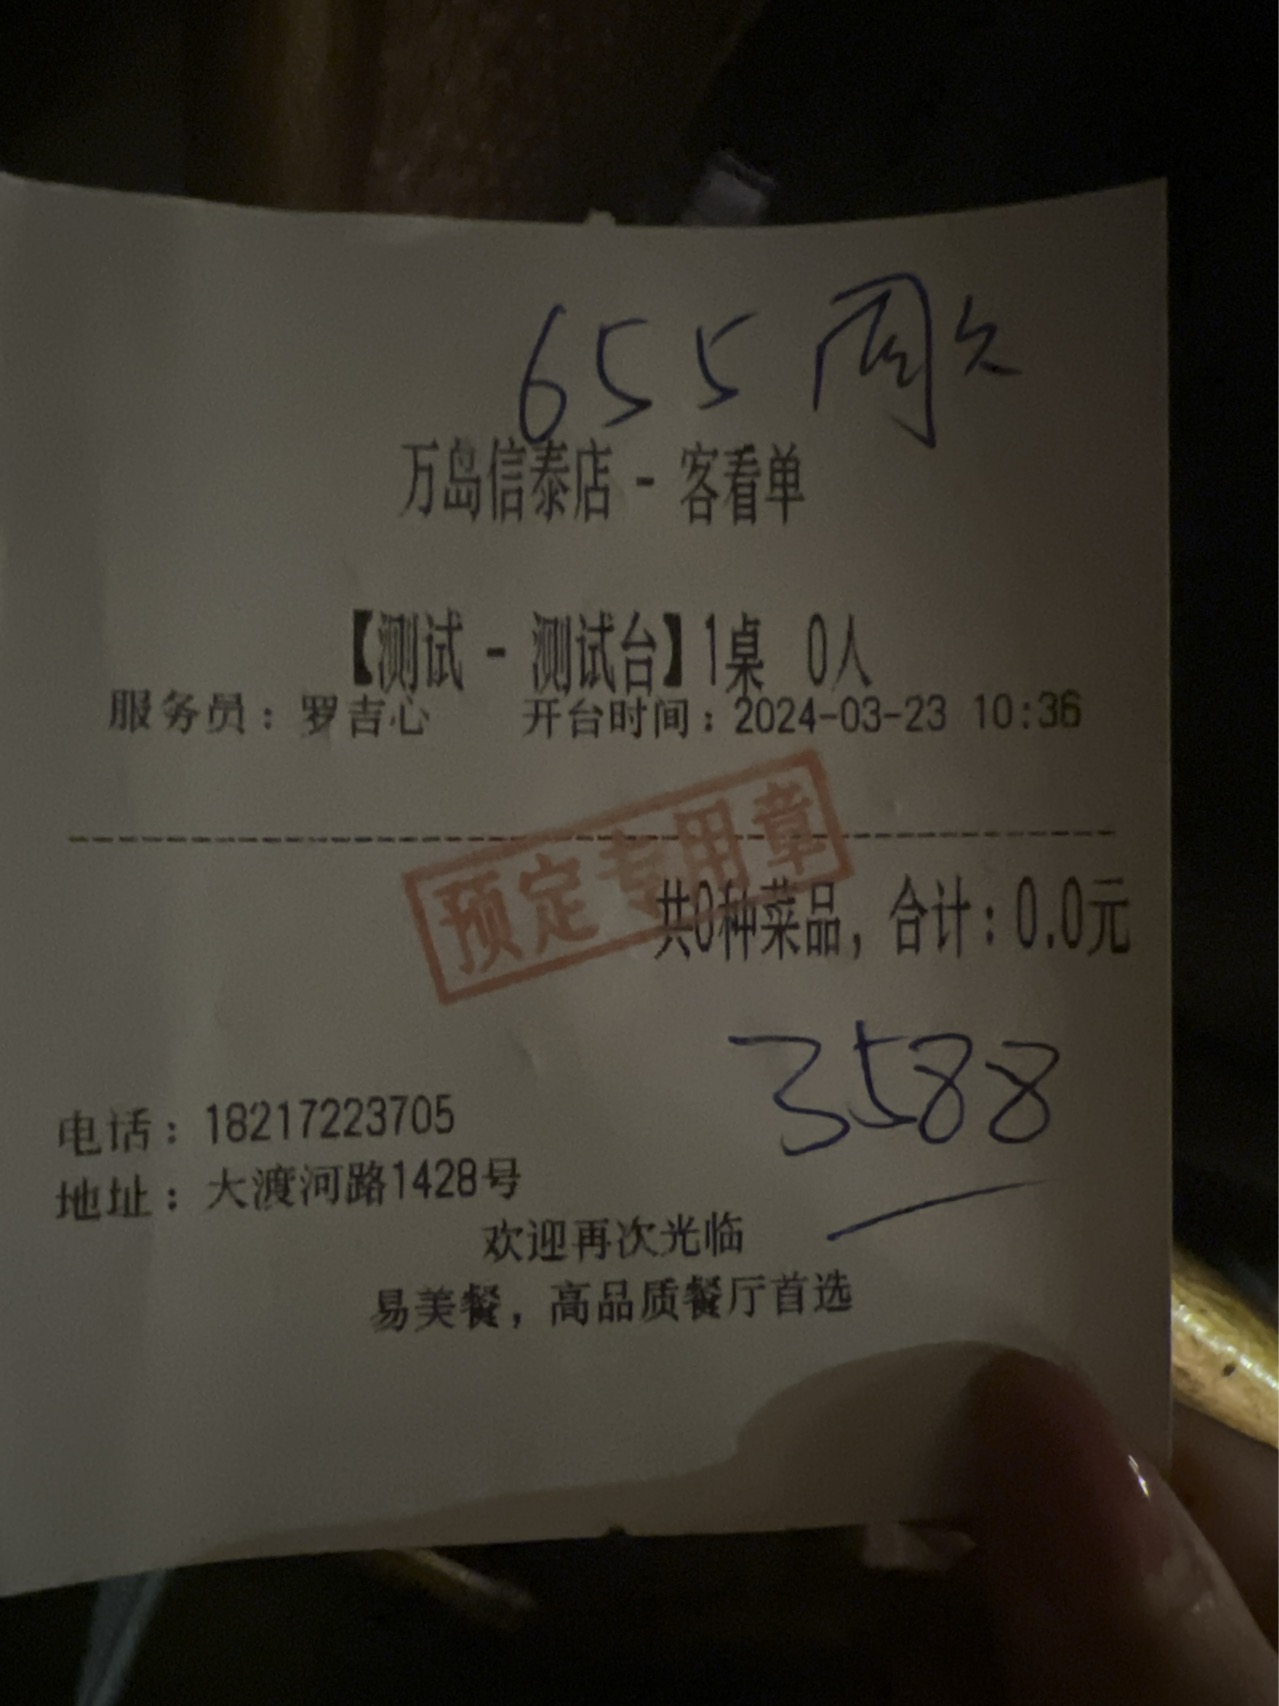 655 周久
万岛信泰店 - 客看单
【测试 - 测试台】1桌 0人
服务员：罗吉心 开台时间：2024-03-23 10:36
预定专用章
共0种菜品，合计：0.0元
3588
电话：18217223705
地址：大渡河路1428号
欢迎再次光临
易美餐，高品质餐厅首选